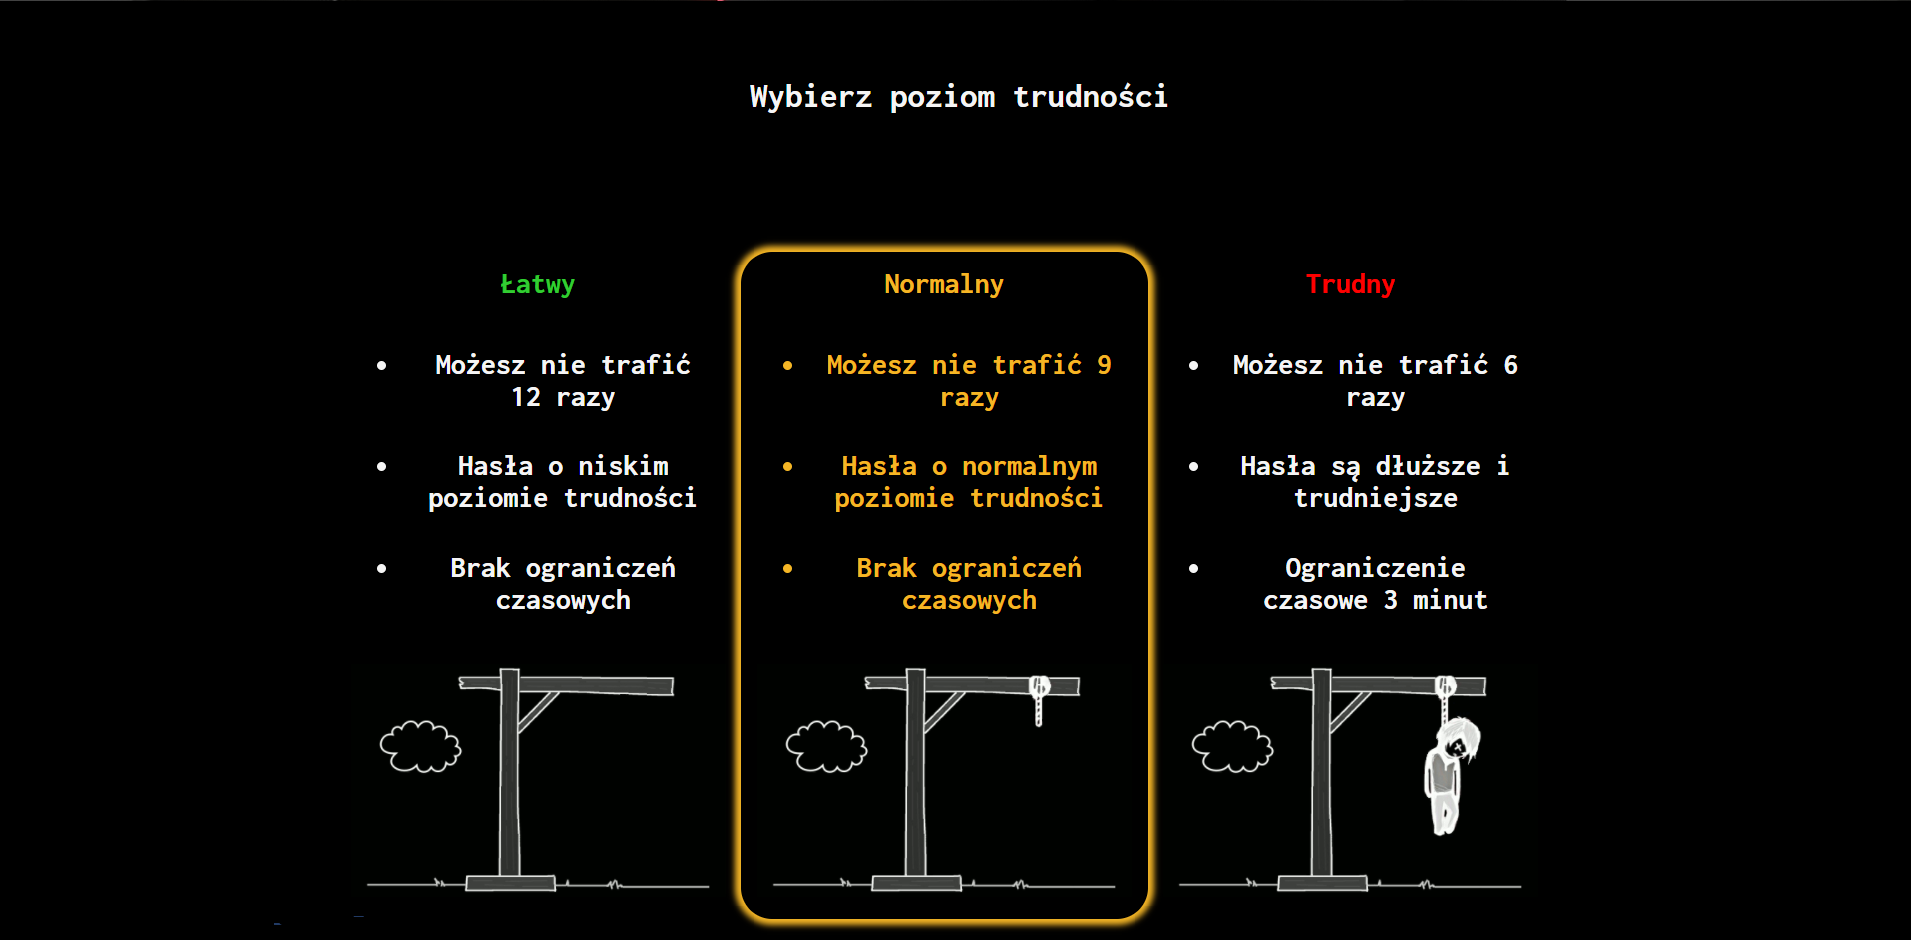 Wybierz poziom trudności
Łatwy
Możesz nie trafić
12 razy
Hasła o niskim
poziomie trudności
Brak ograniczeń
czasowych
Normalny
Możesz nie trafić 9
razy
Hasła o normalnym
poziomie trudności
Brak ograniczeń
czasowych
Trudny
Możesz nie trafić 6
razy
Hasła są dłuższe i
trudniejsze
Ograniczenie
czasowe 3 minut